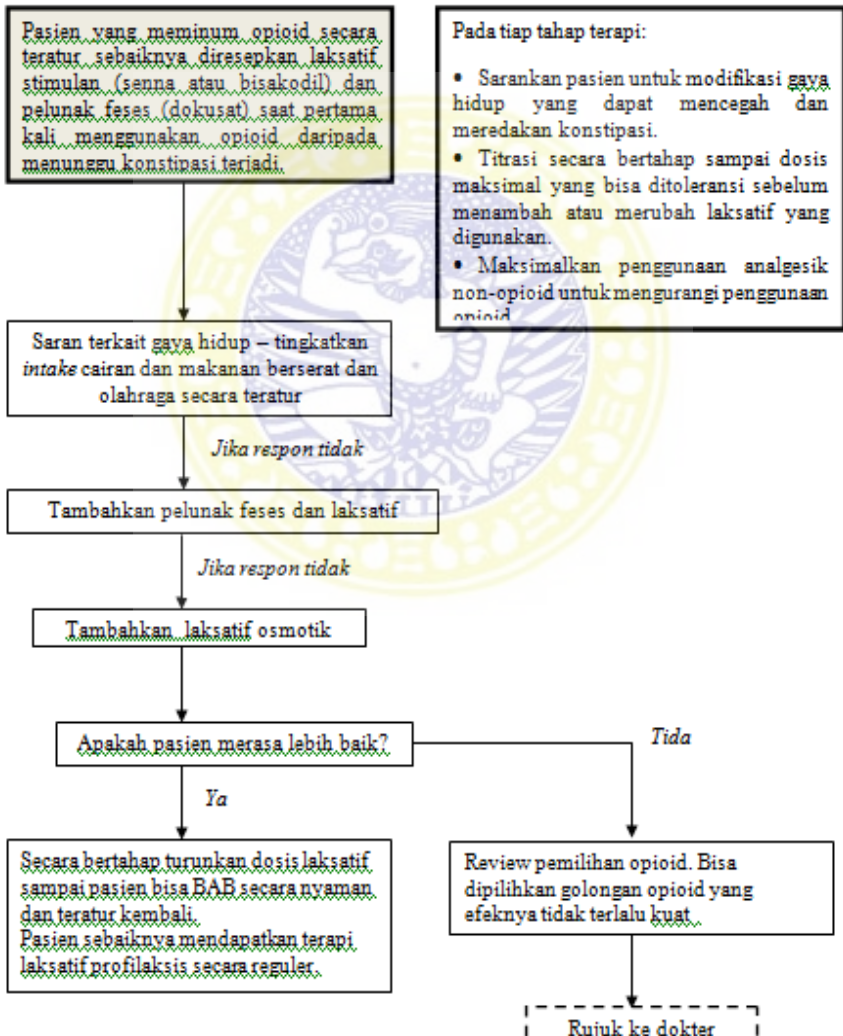 Pasien yang meminum opioid secara
teratur sebaiknya diresepkan laksatif
stimulan (senna atau bisakodil) dan
pelunak feses (dokusat) saat pertama
kali menggunakan opioid daripada
menunggu konstipasi terjadi.
Pada tiap tahap terapi:
• Sarankan pasien untuk modifikasi gaya
hidup yang dapat mencegah dan
meredakan konstipasi.
• Titrasi secara bertahap sampai dosis
maksimal yang bisa ditoleransi sebelum
menambah atau merubah laksatif yang
digunakan.
• Maksimalkan penggunaan analgesik
non-opioid untuk mengurangi penggunaan
opioid
Saran terkait gaya hidup – tingkatkan
intake cairan dan makanan berserat dan
olahraga secara teratur
Jika respon tidak
Tambahkan pelunak feses dan laksatif
Jika respon tidak
Tambahkan laksatif osmotik
Apakah pasien merasa lebih baik?
Tida
Ya
Secara bertahap turunkan dosis laksatif
sampai pasien bisa BAB secara nyaman
dan teratur kembali.
Pasien sebaiknya mendapatkan terapi
laksatif profilaksis secara reguler.
Review pemilihan opioid. Bisa
dipilihkan golongan opioid yang
efeknya tidak terlalu kuat
Rujuk ke dokter